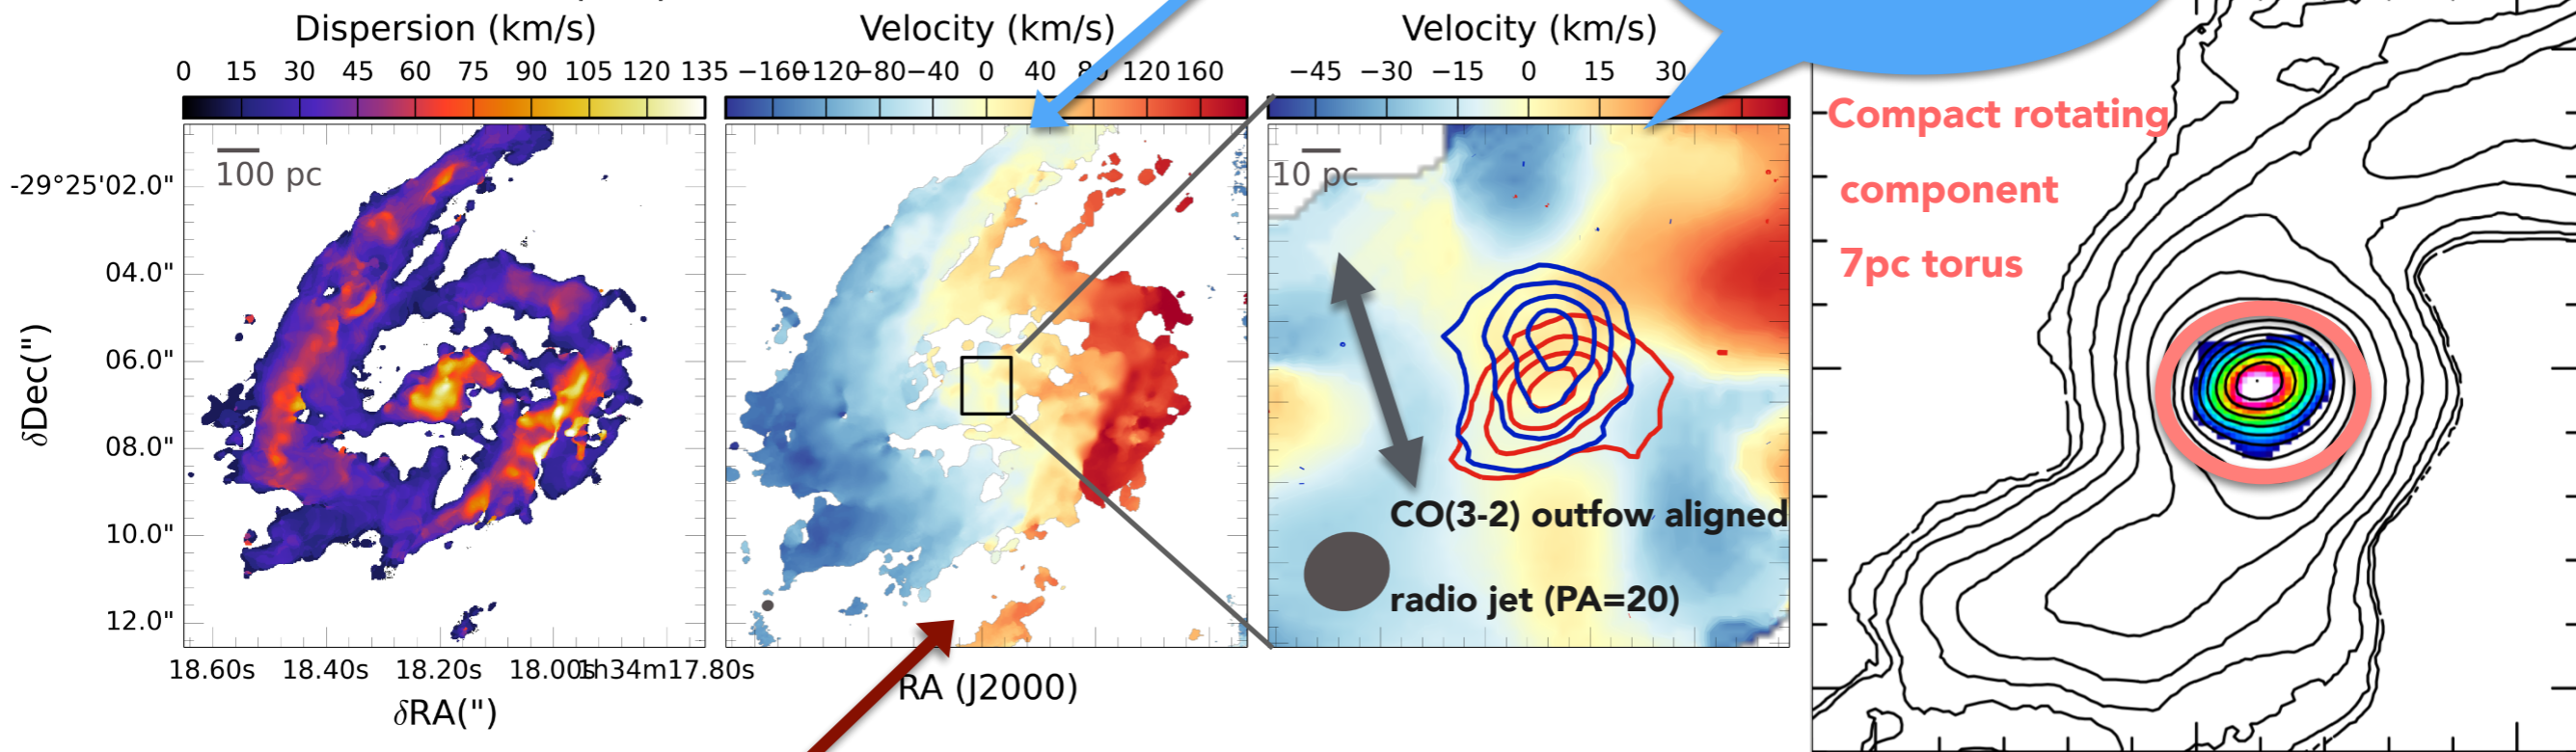 Dispersion (km/s)
0 15 30 45 60 75 90 105 120 135
Velocity (km/s)
−160 −120 −80 −40 0 40 80 120 160
Velocity (km/s)
−45 −30 −15 0 15 30
100 pc
10 pc
Compact rotating
component
7pc torus
-29°25'02.0"
04.0"
06.0"
08.0"
10.0"
12.0"
δDec(")
CO(3-2) outfow aligned
radio jet (PA=20)
18.60s 18.40s 18.20s 18.00s 1h34m17.80s
δRA(")
RA (J2000)